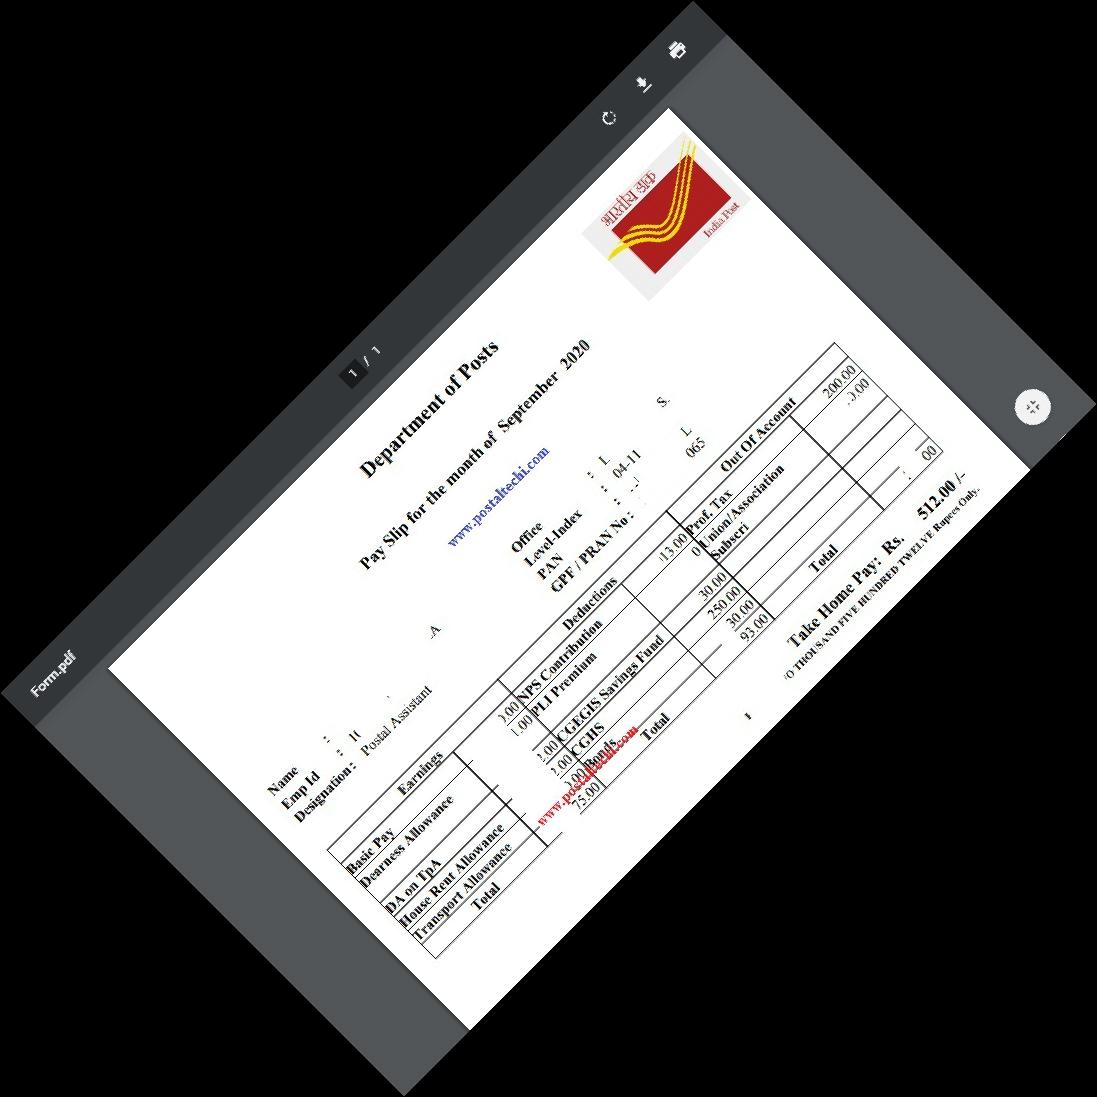 Form.pdf
1 / 1
भारतीय डाक
India Post
Department of Posts
Pay Slip for the month of September 2020
www.postaltechi.com
Name :
Office : I.
Emp Id : 1(
Level-Index : 04-11
Designation : Postal Assistant
PAN :
GPF / PRAN No : 065
Earnings Deductions Out Of Account
Basic Pay 0.00 NPS Contribution 13.00 Prof. Tax 200.00
Dearness Allowance 1.00 PLI Premium 0 Union/Association Subscri 0.00
DA on TpA 2.00 CGEGIS Savings Fund 30.00
House Rent Allowance 2.00 CGHS 250.00
Transport Allowance 0.00 Bonds 30.00
Total 75.00 Total 93.00 Total 00
www.postaltechi.com
Take Home Pay: Rs. 512.00 /-
THOUSAND FIVE HUNDRED TWELVE Rupees Only.